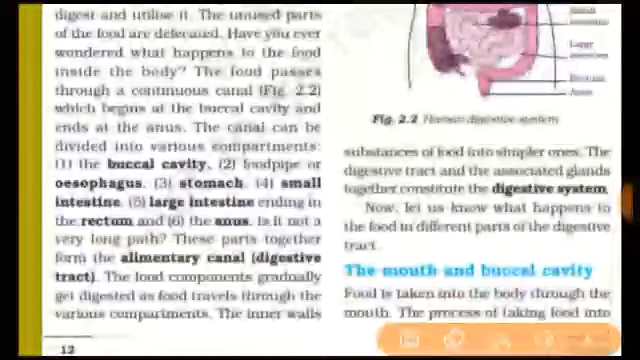 digest and utilise it. The unused parts
of the food are defecated. Have you ever
wondered what happens to the food
inside the body? The food passes
through a continuous canal (Fig. 2.2)
which begins at the buccal cavity and
ends at the anus. The canal can be
divided into various compartments:
(1) the buccal cavity, (2) foodpipe or
oesophagus, (3) stomach, (4) small
intestine, (5) large intestine ending in
the rectum and (6) the anus. Is it not a
very long path? These parts together
form the alimentary canal (digestive
tract). The food components gradually
get digested as food travels through the
various compartments. The inner walls
12
Small
Large
Rectum
Anus
Fig. 2.2 Human digestive system
substances of food into simpler ones. The
digestive tract and the associated glands
together constitute the digestive system.
Now, let us know what happens to
the food in different parts of the digestive
tract.
The mouth and buccal cavity
Food is taken into the body through the
mouth. The process of taking food into